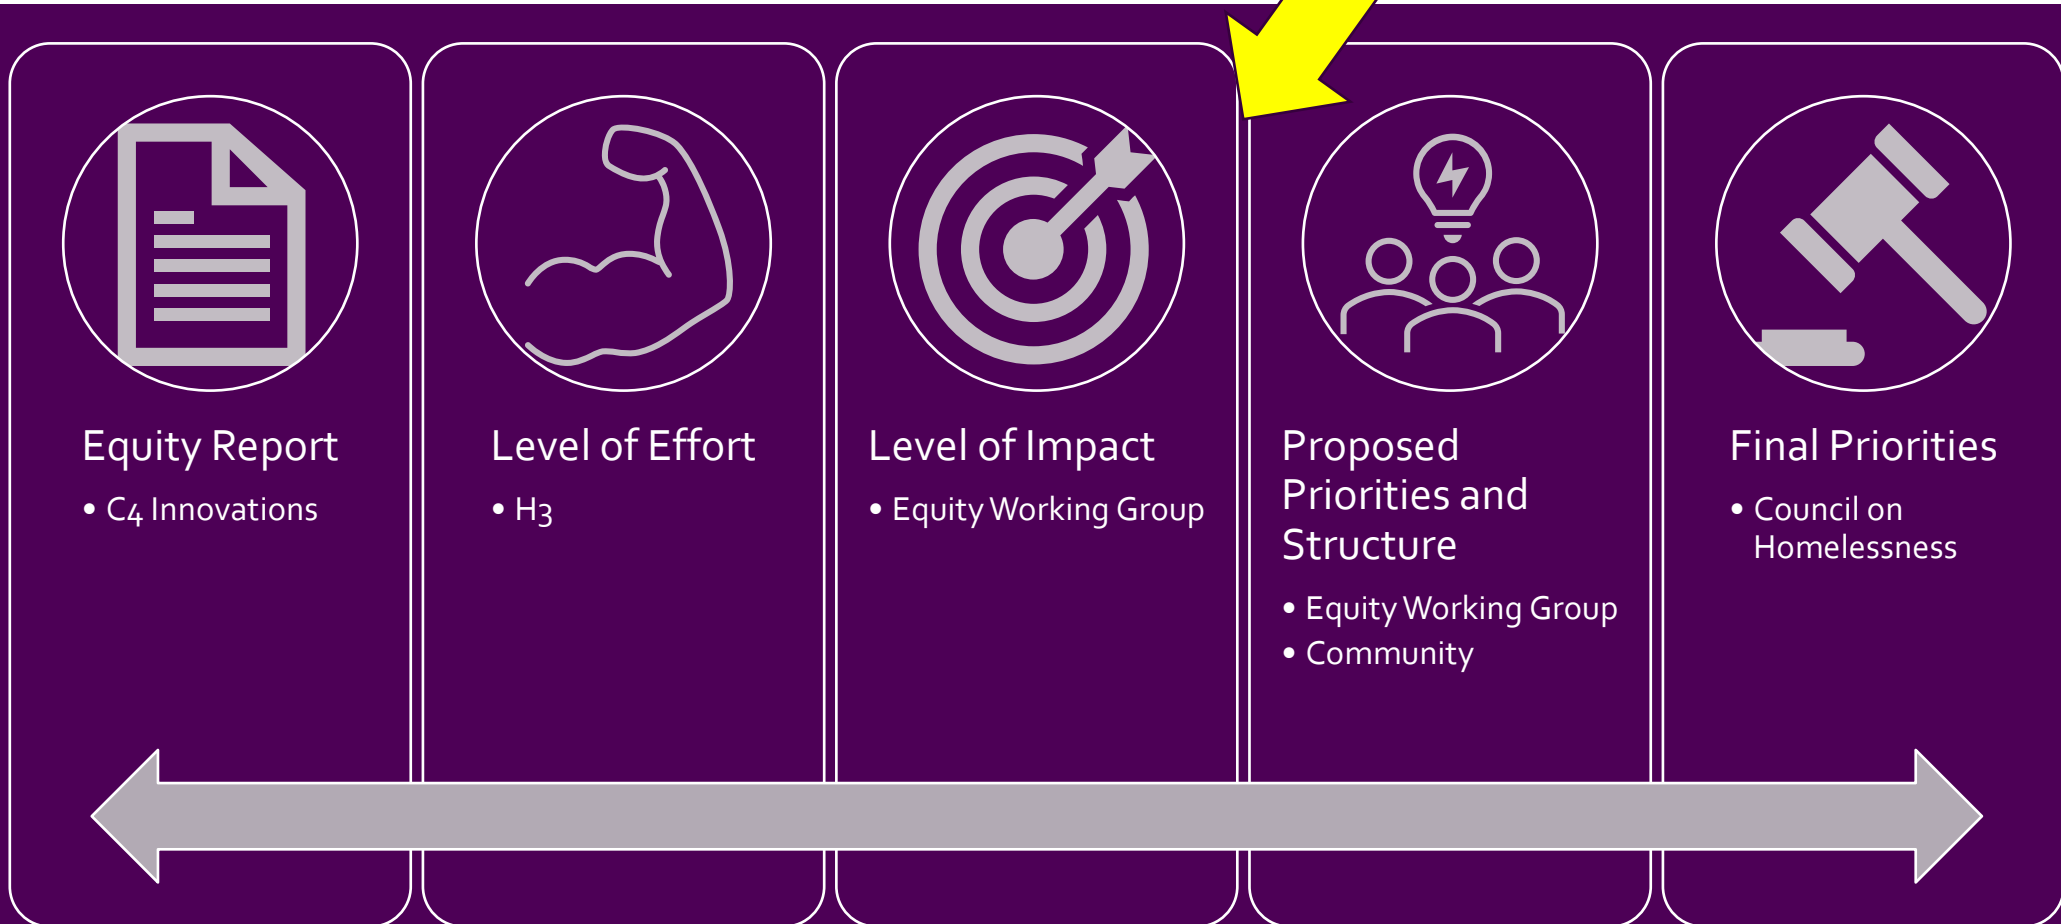 Equity Report
• C4 Innovations
Level of Effort
• H3
Level of Impact
• Equity Working Group
Proposed
Priorities and
Structure
• Equity Working Group
• Community
Final Priorities
• Council on
Homelessness